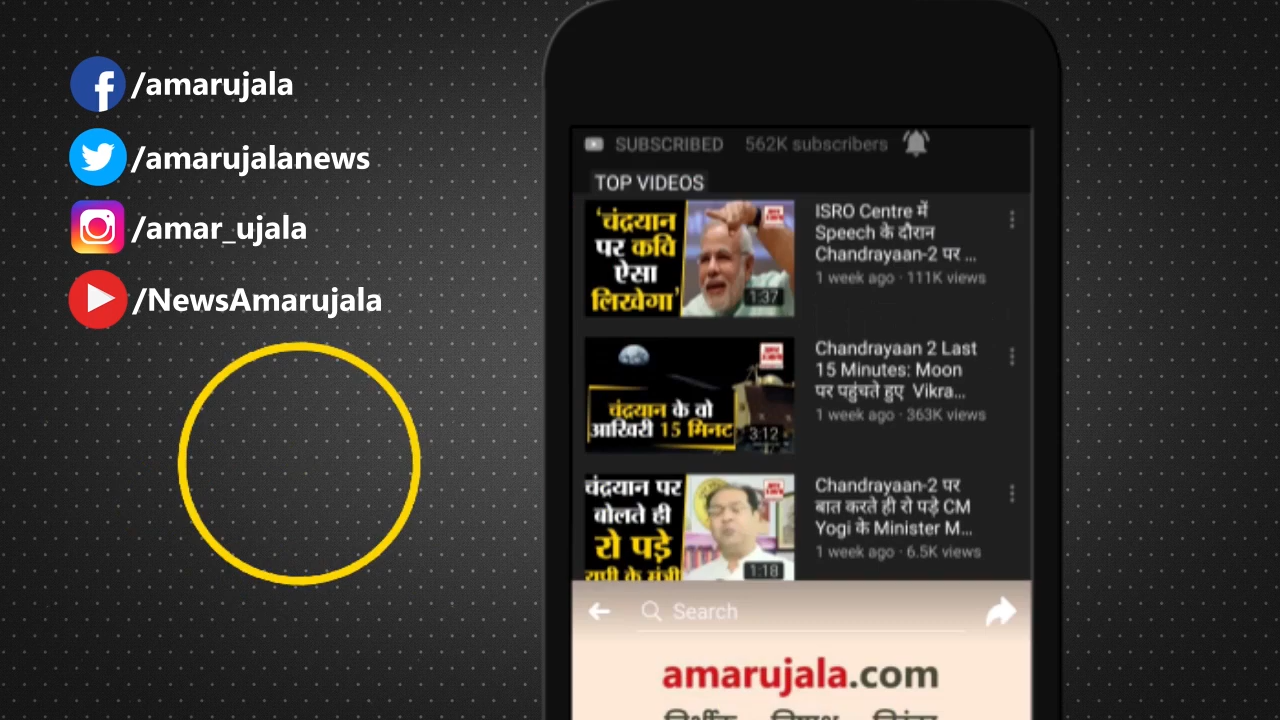 /amarujala
/amarujalanews
/amar_ujala
/NewsAmarujala
SUBSCRIBED 562K subscribers
TOP VIDEOS
'चंद्रयान
पर कवि
ऐसा
लिखेगा'
1:37
ISRO Centre में
Speech के दौरान
Chandrayaan-2 पर ...
1 week ago · 111K views
चंद्रयान के वो
आखिरी 15 मिनट
3:12
Chandrayaan 2 Last
15 Minutes: Moon
पर पहुंचते हुए Vikra...
1 week ago · 363K views
चंद्रयान पर
बोलते ही
रो पड़े
यूपी के मंत्री
1:18
Chandrayaan-2 पर
बात करते ही रो पड़े CM
Yogi के Minister M...
1 week ago · 6.5K views
Search
amarujala.com